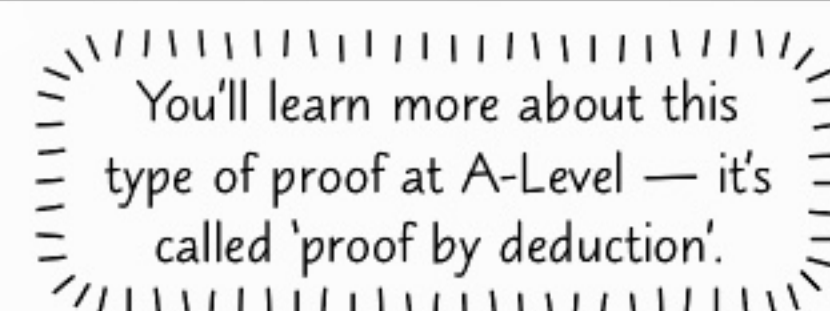 You'll learn more about this
type of proof at A-Level — it's
called 'proof by deduction'.